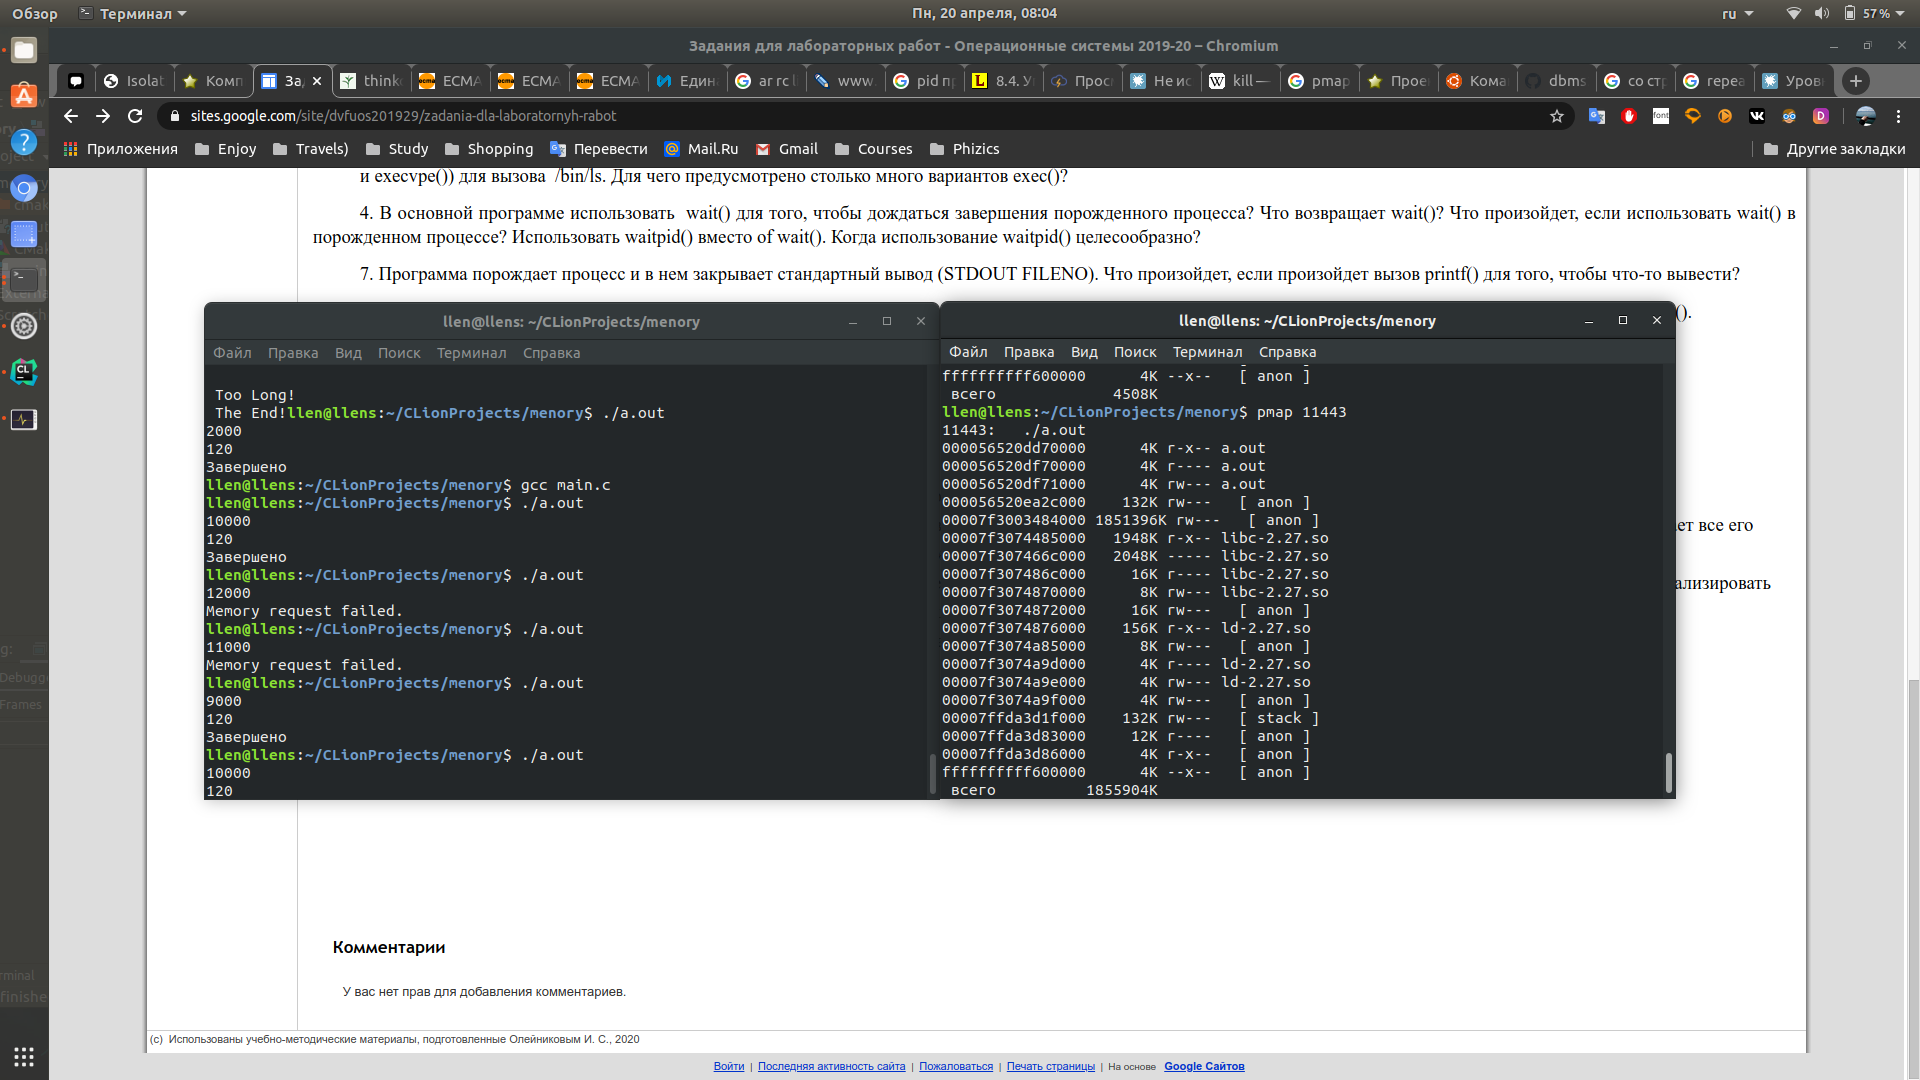 Обзор
Терминал
Пн, 20 апреля, 08:04
ru
57 %
Задания для лабораторных работ - Операционные системы 2019-20 – Chromium
Isolat
Комп
За
think
ECMA
ECMA
ECMA
Един
ar rc l
www.
pid п
8.4. У
Прос
Не ис
kill —
pmap
Прое
Кома
dbms
со ст
repea
Урові
sites.google.com/site/dvfuos201929/zadania-dla-laboratornyh-rabot
Приложения
Enjoy
Travels)
Study
Shopping
Перевести
Mail.Ru
Gmail
Courses
Phizics
Другие закладки
и execvpe()) для вызова /bin/ls. Для чего предусмотрено столько много вариантов exec()?
4. В основной программе использовать wait() для того, чтобы дождаться завершения порожденного процесса? Что возвращает wait()? Что произойдет, если использовать wait() в
порожденном процессе? Использовать waitpid() вместо of wait(). Когда использование waitpid() целесообразно?
7. Программа порождает процесс и в нем закрывает стандартный вывод (STDOUT FILENO). Что произойдет, если произойдет вызов printf() для того, чтобы что-то вывести?
().
ет все его
ализировать
llen@llens: ~/CLionProjects/menory
Файл Правка Вид Поиск Терминал Справка
Too Long!
The End!llen@llens:~/CLionProjects/menory$ ./a.out
2000
120
Завершено
llen@llens:~/CLionProjects/menory$ gcc main.c
llen@llens:~/CLionProjects/menory$ ./a.out
10000
120
Завершено
llen@llens:~/CLionProjects/menory$ ./a.out
12000
Memory request failed.
llen@llens:~/CLionProjects/menory$ ./a.out
11000
Memory request failed.
llen@llens:~/CLionProjects/menory$ ./a.out
9000
120
Завершено
llen@llens:~/CLionProjects/menory$ ./a.out
10000
120
llen@llens: ~/CLionProjects/menory
Файл Правка Вид Поиск Терминал Справка
ffffffffff600000 4K --x-- [ anon ]
всего 4508K
llen@llens:~/CLionProjects/menory$ pmap 11443
11443: ./a.out
000056520dd70000 4K r-x-- a.out
000056520df70000 4K r---- a.out
000056520df71000 4K rw--- a.out
000056520ea2c000 132K rw--- [ anon ]
00007f3003484000 1851396K rw--- [ anon ]
00007f3074485000 1948K r-x-- libc-2.27.so
00007f307466c000 2048K ----- libc-2.27.so
00007f307486c000 16K r---- libc-2.27.so
00007f3074870000 8K rw--- libc-2.27.so
00007f3074872000 16K rw--- [ anon ]
00007f3074876000 156K r-x-- ld-2.27.so
00007f3074a85000 8K rw--- [ anon ]
00007f3074a9d000 4K r---- ld-2.27.so
00007f3074a9e000 4K rw--- ld-2.27.so
00007f3074a9f000 4K rw--- [ anon ]
00007ffda3d1f000 132K rw--- [ stack ]
00007ffda3d83000 12K r---- [ anon ]
00007ffda3d86000 4K r-x-- [ anon ]
ffffffffff600000 4K --x-- [ anon ]
всего 1855904K
Комментарии
У вас нет прав для добавления комментариев.
(с) Использованы учебно-методические материалы, подготовленные Олейниковым И. С., 2020
Войти | Последняя активность сайта | Пожаловаться | Печать страницы | На основе Google Сайтов